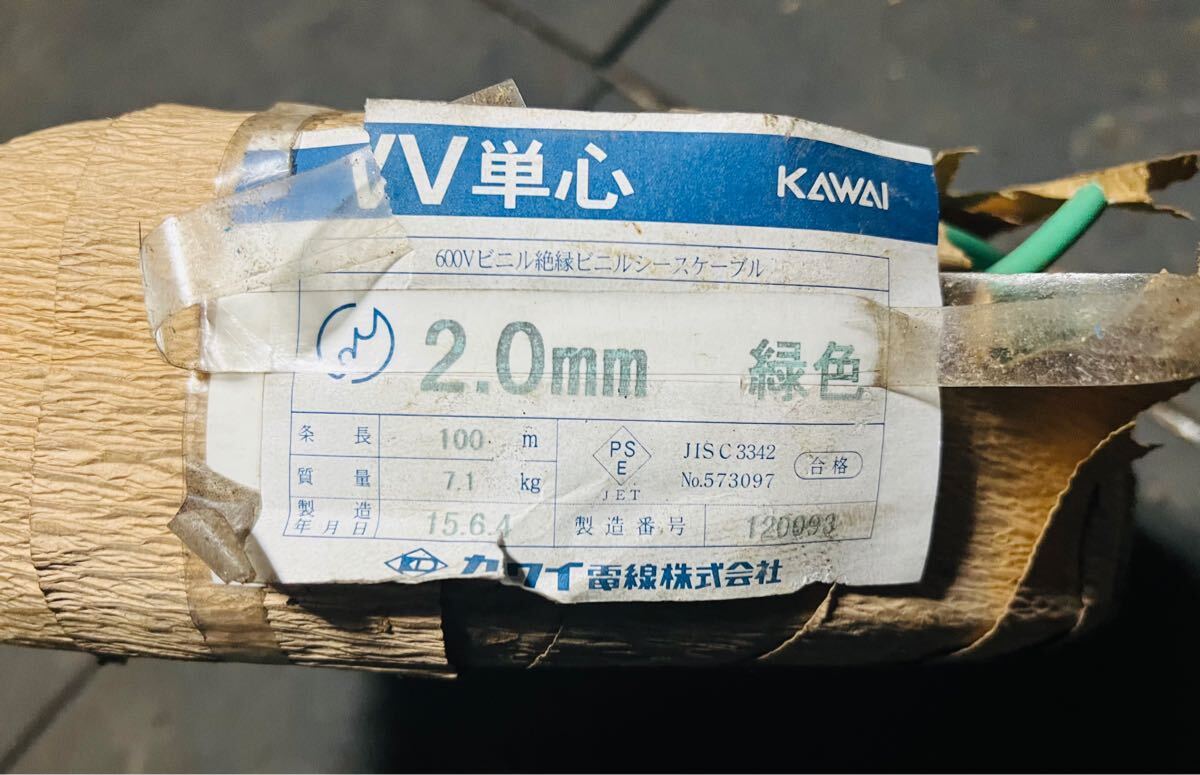 VV単心
KAWAI
600Vビニル絶縁ビニルシースケーブル
2.0mm 緑色
条長 100 m
質量 7.1 kg
製造年月日 15.6.4
PS
E
JET
JIS C 3342
No.573097
合格
製造番号 120093
カワイ電線株式会社